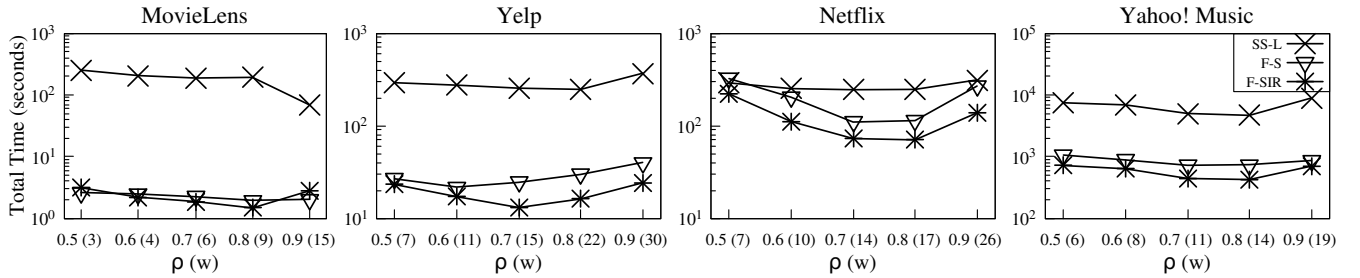 MovieLens Yelp Netflix Yahoo! Music
Total Time (seconds)
10^3 10^2 10^1 10^0
0.5 (3) 0.6 (4) 0.7 (6) 0.8 (9) 0.9 (15)
ρ (w)
10^3 10^2 10^1
0.5 (7) 0.6 (11) 0.7 (15) 0.8 (22) 0.9 (30)
ρ (w)
10^3 10^2 10^1
0.5 (7) 0.6 (10) 0.7 (14) 0.8 (17) 0.9 (26)
ρ (w)
10^5 10^4 10^3 10^2
SS-L
F-S
F-SIR
0.5 (6) 0.6 (8) 0.7 (11) 0.8 (14) 0.9 (19)
ρ (w)